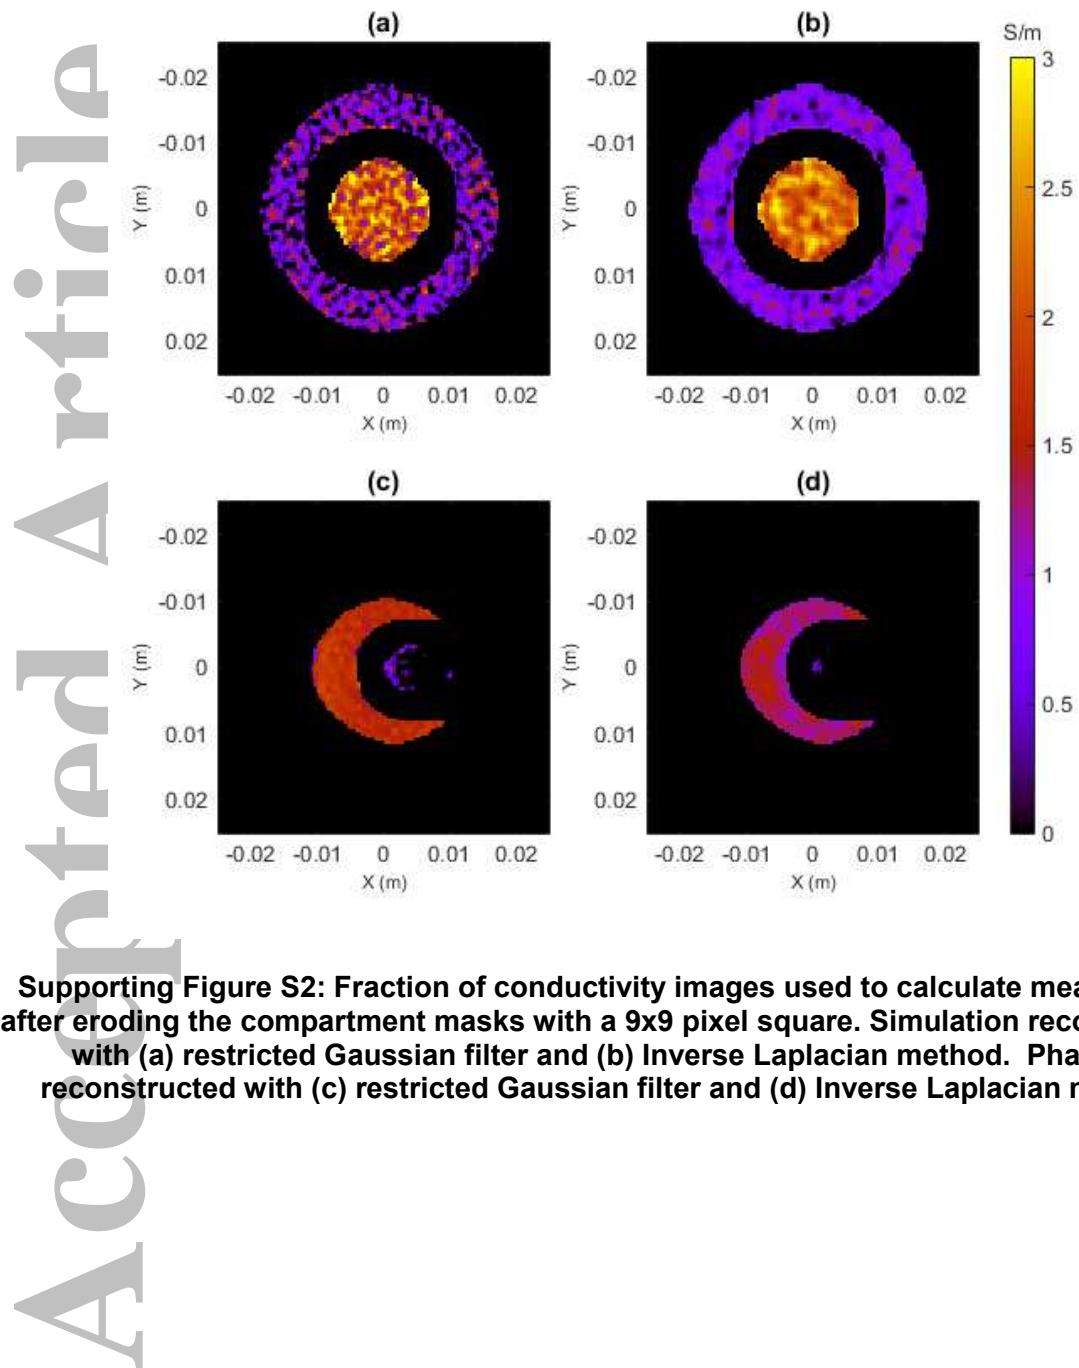 Accepted Article
(a)
(b)
S/m
-0.02
-0.01
0
0.01
0.02
Y (m)
-0.02 -0.01 0 0.01 0.02
X (m)
-0.02
-0.01
0
0.01
0.02
Y (m)
-0.02 -0.01 0 0.01 0.02
X (m)
3
2.5
2
1.5
1
0.5
0
(c)
(d)
-0.02
-0.01
0
0.01
0.02
Y (m)
-0.02 -0.01 0 0.01 0.02
X (m)
-0.02
-0.01
0
0.01
0.02
Y (m)
-0.02 -0.01 0 0.01 0.02
X (m)
Supporting Figure S2: Fraction of conductivity images used to calculate
after eroding the compartment masks with a 9x9 pixel square. Simulation
with (a) restricted Gaussian filter and (b) Inverse Laplacian method.
reconstructed with (c) restricted Gaussian filter and (d) Inverse Laplacian